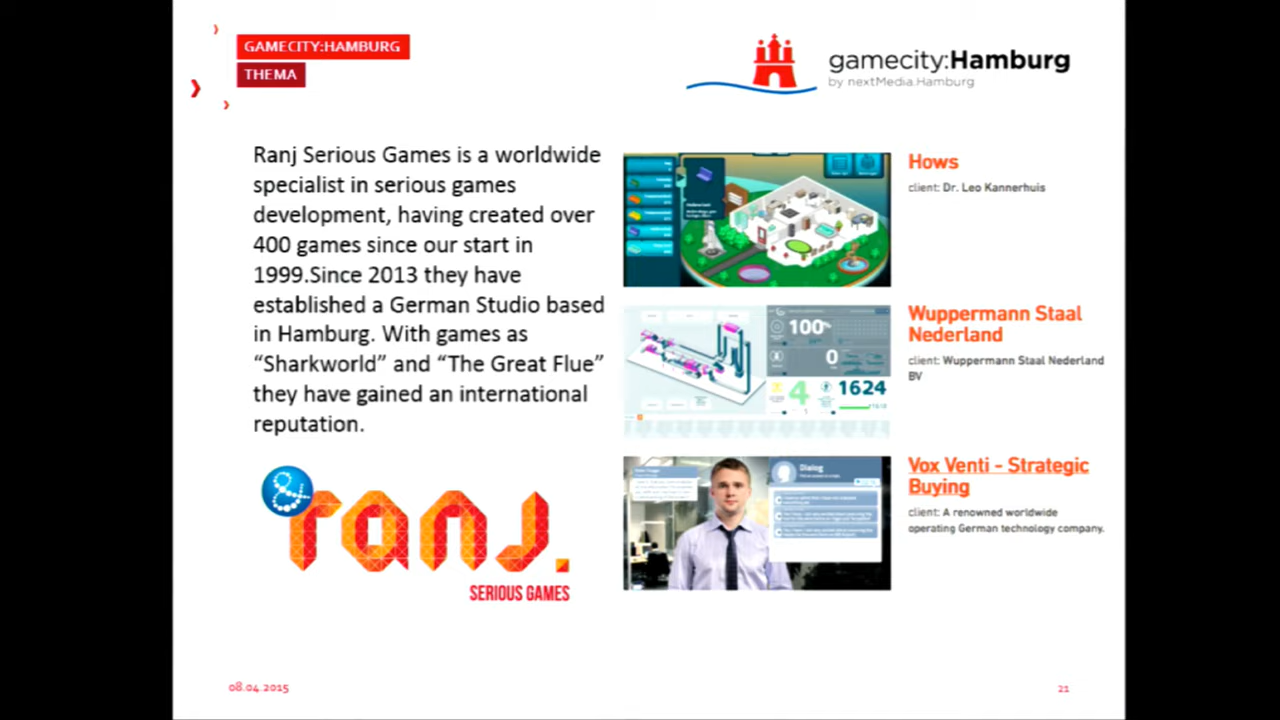 GAMECITY:HAMBURG
THEMA
gamecity:Hamburg
by nextMedia.Hamburg
Ranj Serious Games is a worldwide
specialist in serious games
development, having created over
400 games since our start in
1999.Since 2013 they have
established a German Studio based
in Hamburg. With games as
“Sharkworld” and “The Great Flue”
they have gained an international
reputation.
ranj.
SERIOUS GAMES
Hows
client: Dr. Leo Kannerhuis
100%
0
4
1624
Wuppermann Staal
Nederland
client: Wuppermann Staal Nederland
BV
Dialog
Vox Venti - Strategic
Buying
client: A renowned worldwide
operating German technology company.
08.04.2015
21